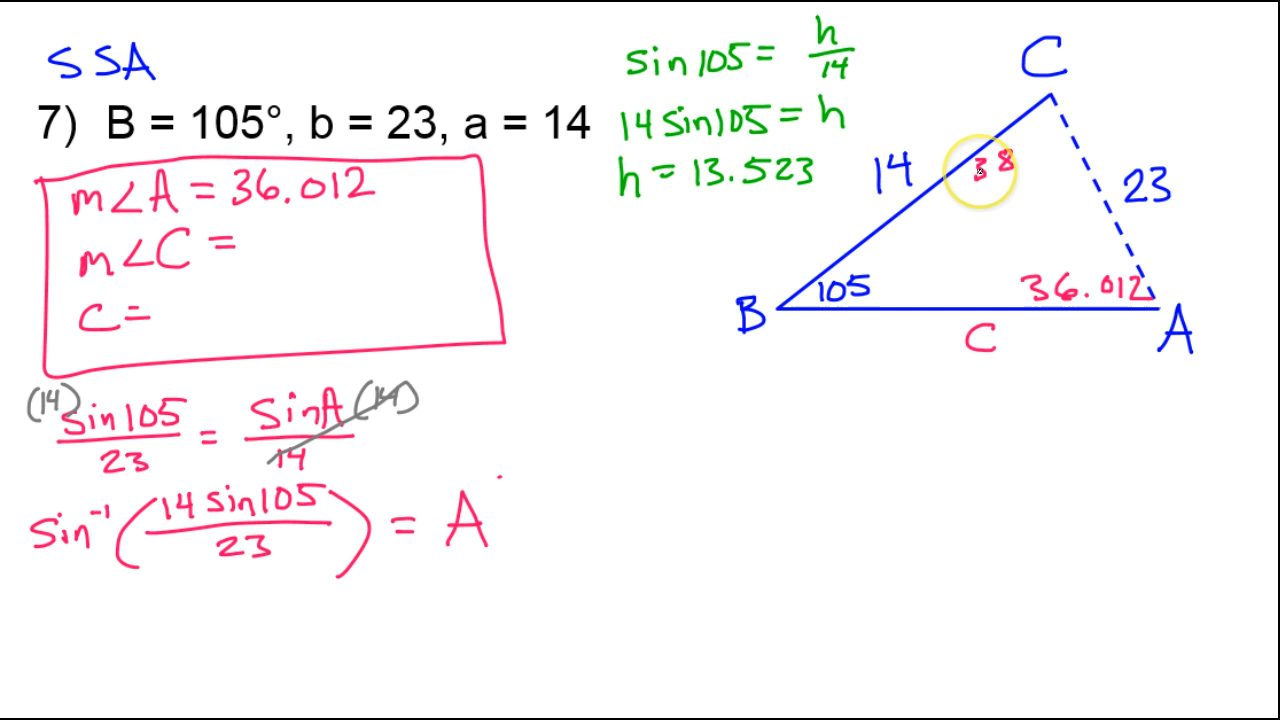 SSA
7) B = 105°, b = 23, a = 14
m∠A = 36.012
m∠C =
c =
(14) sin105/23 = sinA/14 (14)
sin⁻¹(14 sin105/23) = A
sin105 = h/14
14 sin105 = h
h = 13.523
C
14
38
23
B
105
36.012
C
A